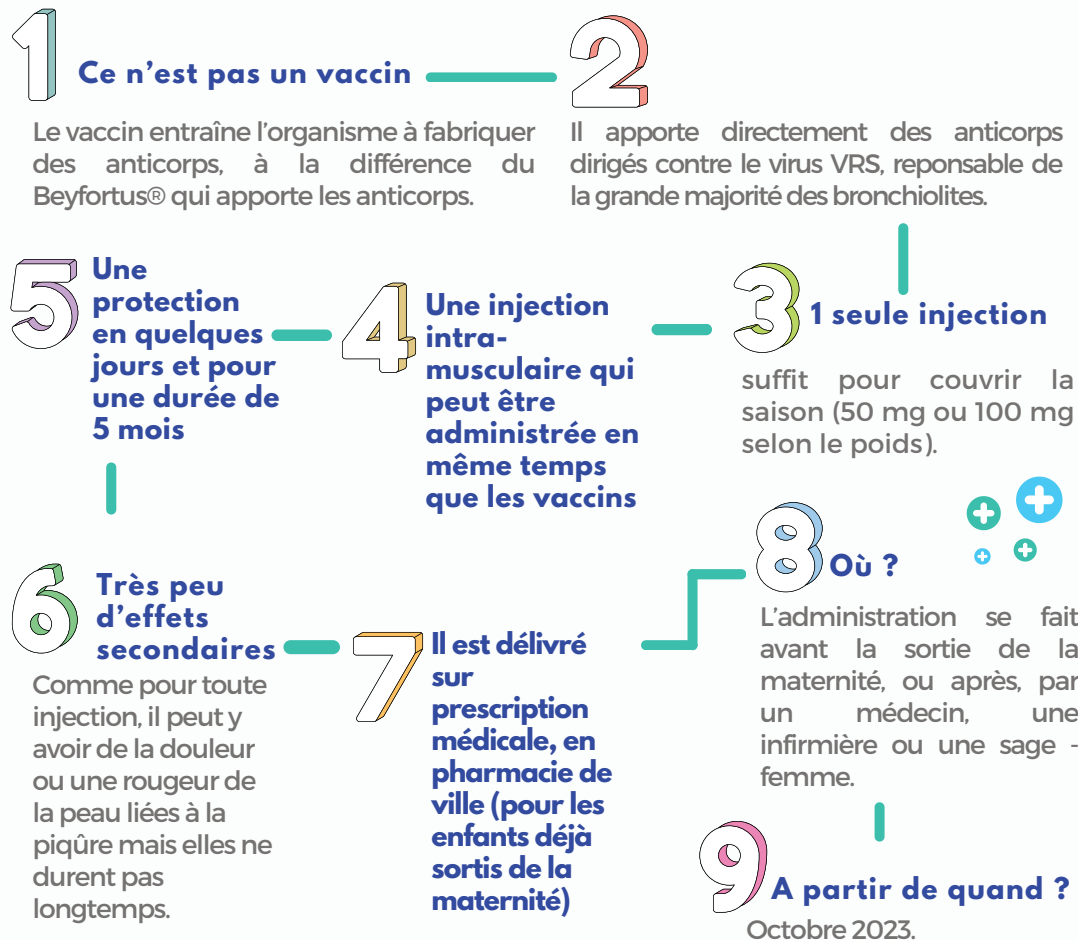 1
Ce n’est pas un vaccin
Le vaccin entraîne l’organisme à fabriquer
des anticorps, à la différence du
Beyfortus® qui apporte les anticorps.
2
Il apporte directement des anticorps
dirigés contre le virus VRS, reponsable de
la grande majorité des bronchiolites.
3
1 seule injection
suffit pour couvrir la
saison (50 mg ou 100 mg
selon le poids).
4
Une injection
intra-
musculaire qui
peut être
administrée en
même temps
que les vaccins
5
Une
protection
en quelques
jours et pour
une durée de
5 mois
6
Très peu
d’effets
secondaires
Comme pour toute
injection, il peut y
avoir de la douleur
ou une rougeur de
la peau liées à la
piqûre mais elles ne
durent pas
longtemps.
7
Il est délivré
sur
prescription
médicale, en
pharmacie de
ville (pour les
enfants déjà
sortis de la
maternité)
8
Où ?
L’administration se fait
avant la sortie de la
maternité, ou après, par
un médecin, une
infirmière ou une sage -
femme.
9
A partir de quand ?
Octobre 2023.